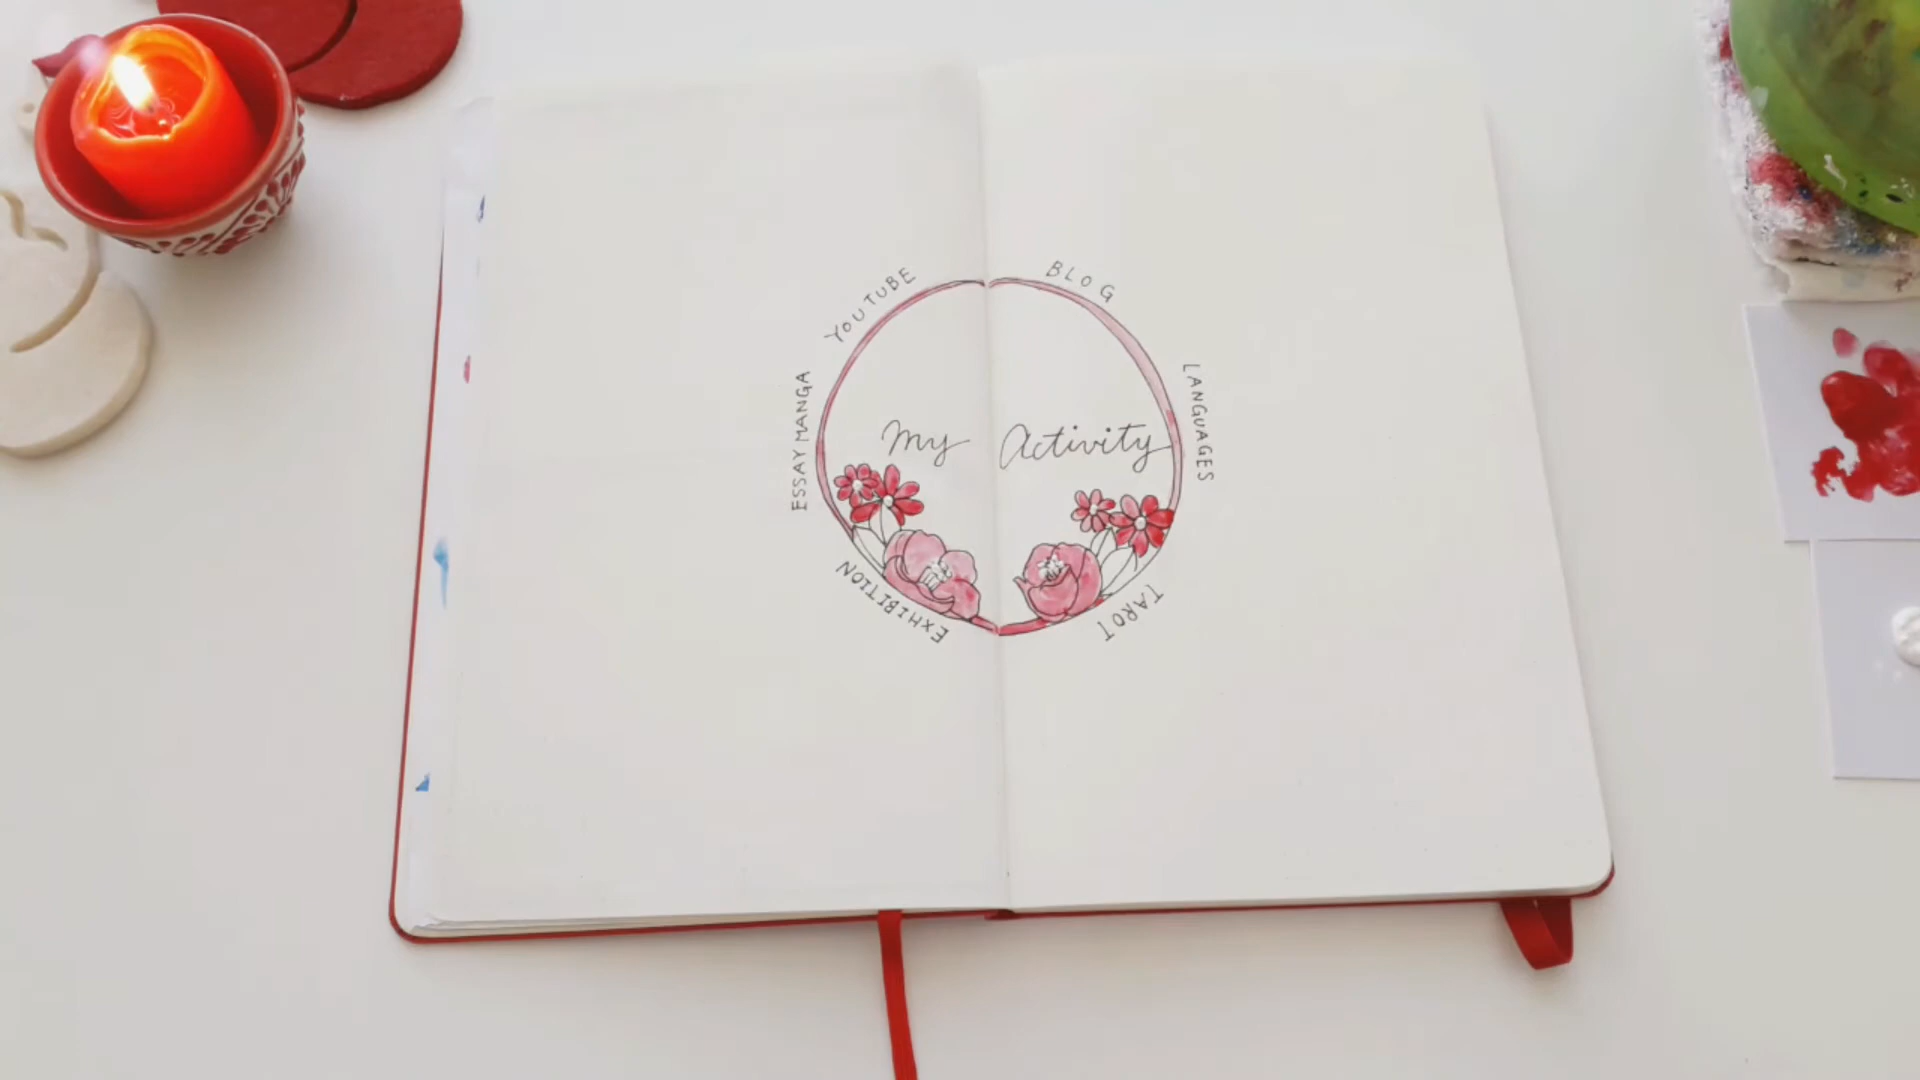 YOUTUBE
BLOG
ESSAY MANGA
LANGUAGES
My Activity
EXHIBITION
TAROT